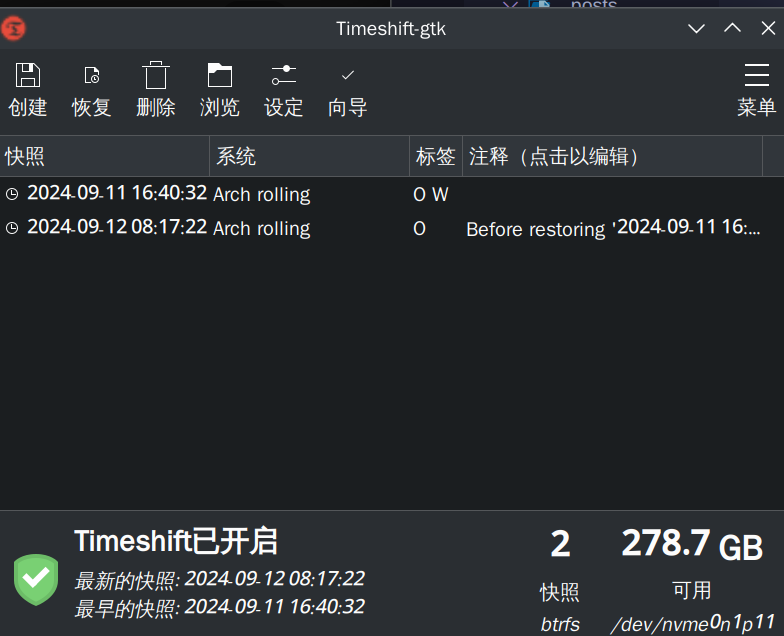 posts
Timeshift-gtk
创建 恢复 删除 浏览 设定 向导 菜单
快照 系统 标签 注释（点击以编辑）
2024-09-11 16:40:32 Arch rolling O W
2024-09-12 08:17:22 Arch rolling O Before restoring '2024-09-11 16:...
Timeshift已开启 2 278.7 GB
最新的快照: 2024-09-12 08:17:22 快照 可用
最早的快照: 2024-09-11 16:40:32 btrfs /dev/nvme0n1p11